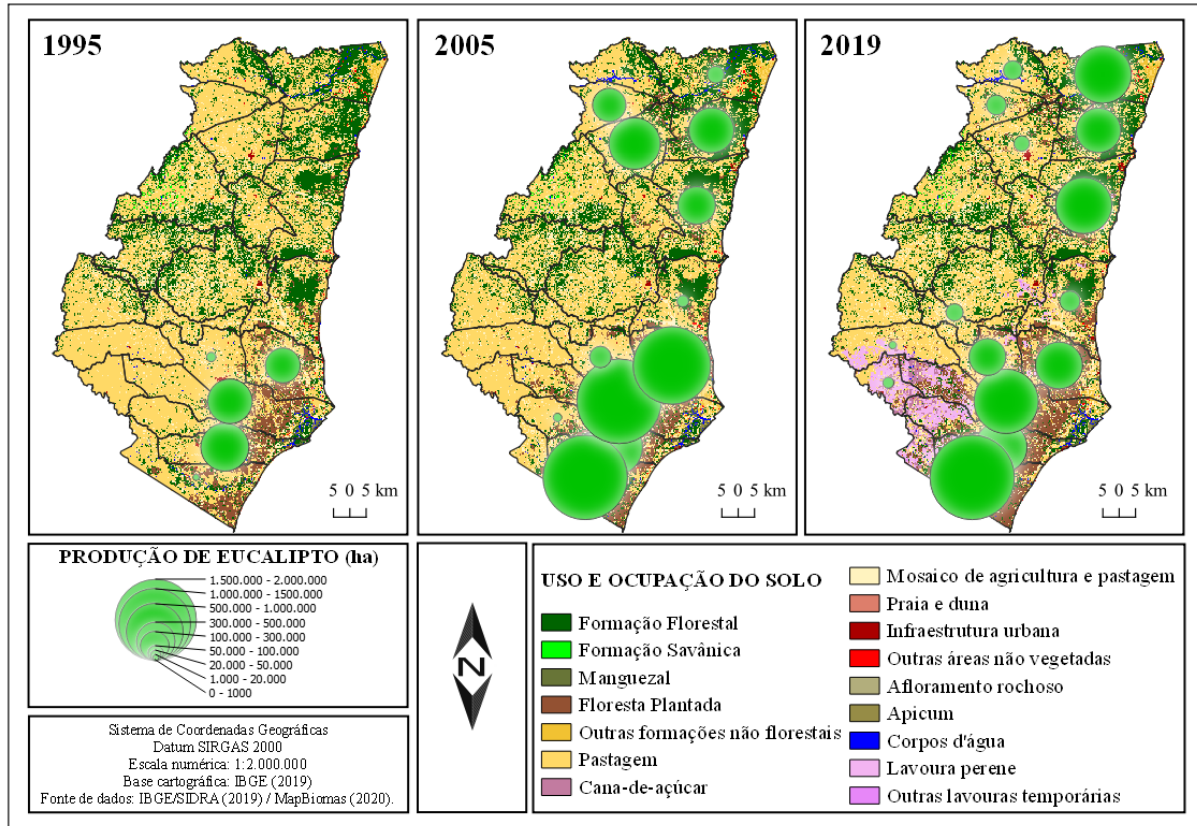 1995
2005
2019
5 0 5 km
5 0 5 km
5 0 5 km
PRODUÇÃO DE EUCALIPTO (ha)
1.500.000 - 2.000.000
1.000.000 - 1500.000
500.000 - 1.000.000
300.000 - 500.000
100.000 - 300.000
50.000 - 100.000
20.000 - 50.000
1.000 - 20.000
0 - 1000
Sistema de Coordenadas Geográficas
Datum SIRGAS 2000
Escala numérica: 1:2.000.000
Base cartográfica: IBGE (2019)
Fonte de dados: IBGE/SIDRA (2019) / MapBiomas (2020).
N
USO E OCUPAÇÃO DO SOLO
Formação Florestal
Formação Savânica
Manguezal
Floresta Plantada
Outras formações não florestais
Pastagem
Cana-de-açúcar
Mosaico de agricultura e pastagem
Praia e duna
Infraestrutura urbana
Outras áreas não vegetadas
Afloramento rochoso
Apicum
Corpos d'água
Lavoura perene
Outras lavouras temporárias